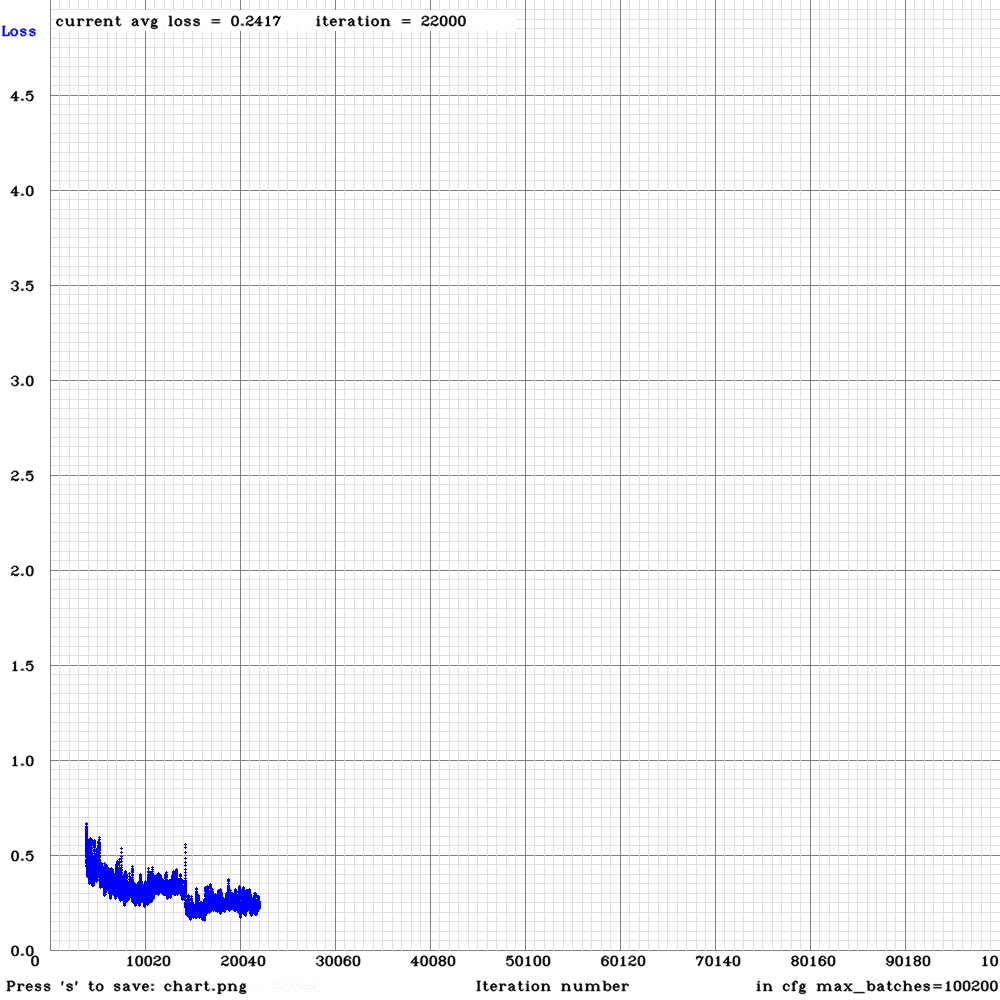 current avg loss = 0.2417 iteration = 22000
Loss
4.5
4.0
3.5
3.0
2.5
2.0
1.5
1.0
0.5
0.0
0 10020 20040 30060 40080 50100 60120 70140 80160 90180 10
Press 's' to save: chart.png Iteration number in cfg max_batches=100200